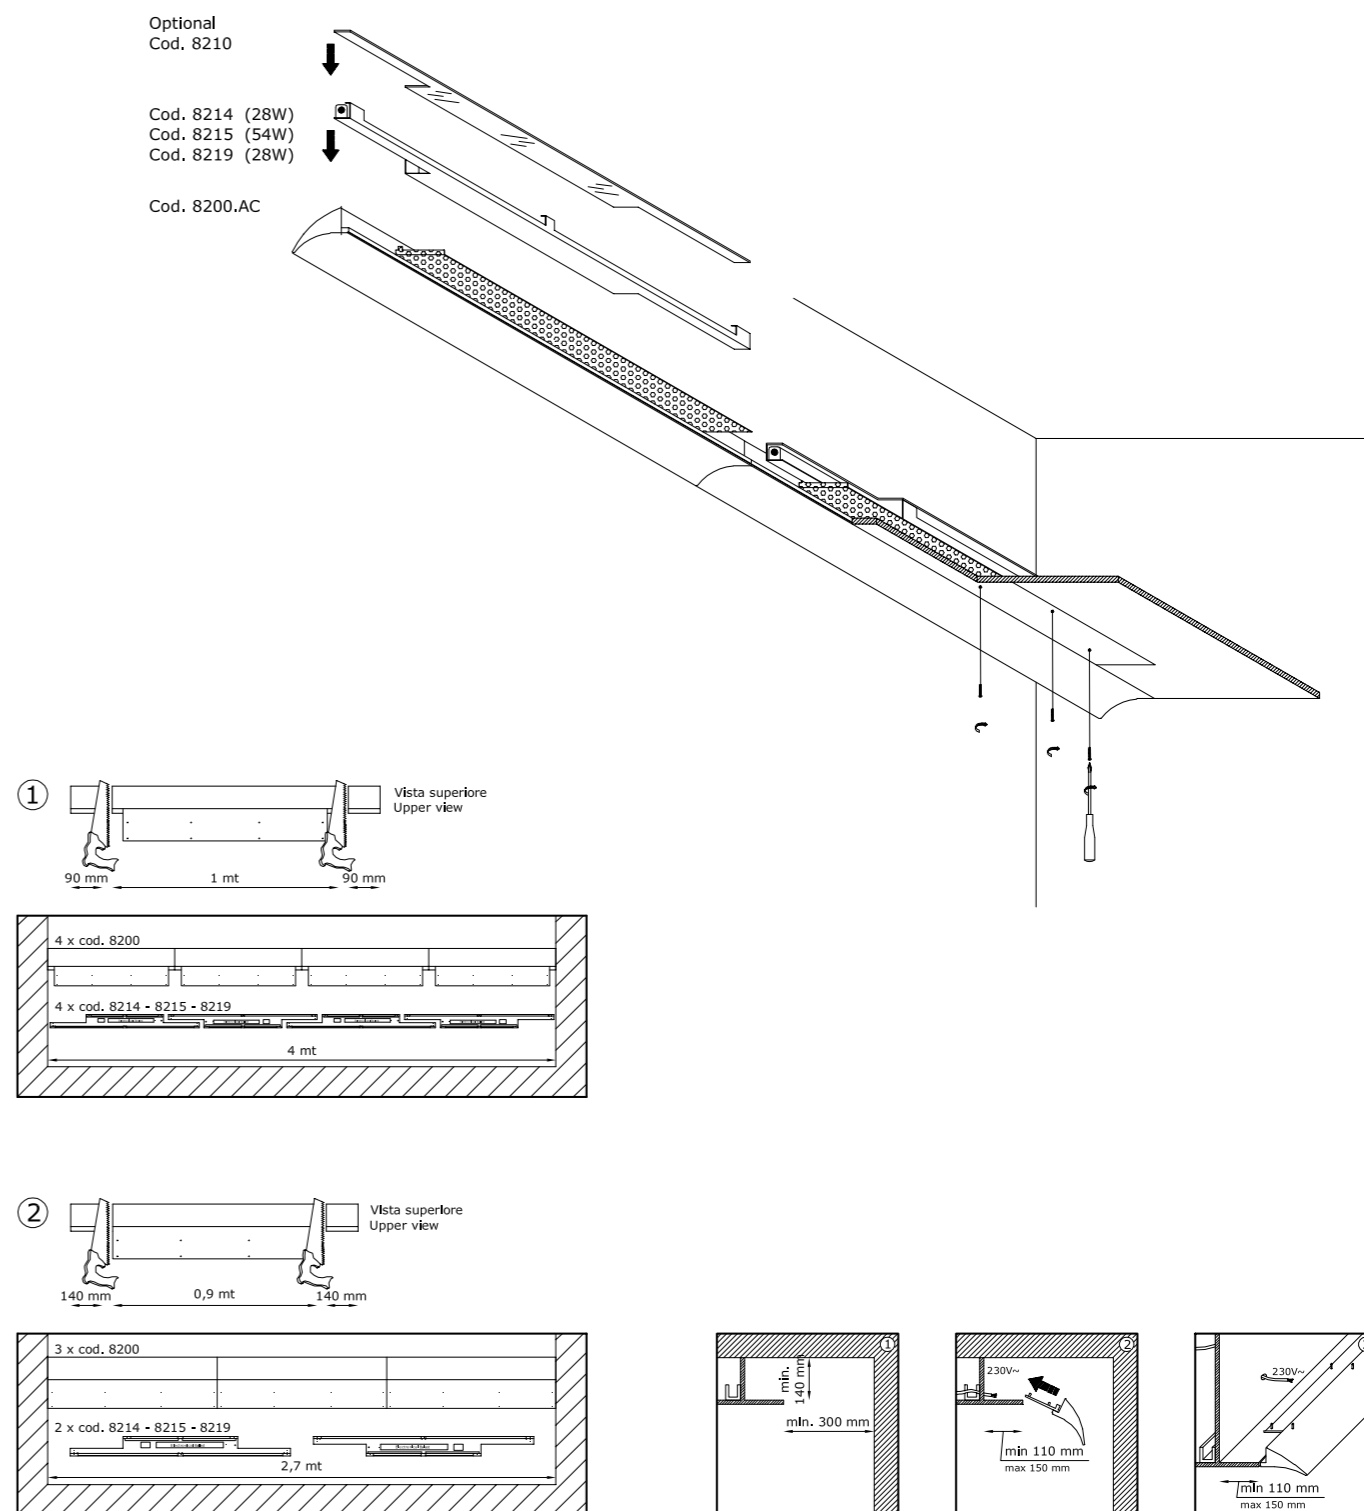 Optional
Cod. 8210
Cod. 8214 (28W)
Cod. 8215 (54W)
Cod. 8219 (28W)
Cod. 8200.AC
1
Vista superiore
Upper view
90 mm
1 mt
90 mm
4 x cod. 8200
4 x cod. 8214 - 8215 - 8219
4 mt
2
Vista superiore
Upper view
140 mm
0,9 mt
140 mm
3 x cod. 8200
2 x cod. 8214 - 8215 - 8219
2,7 mt
1
min.
140 mm
min. 300 mm
2
230V~
min 110 mm
max 150 mm
230V~
min 110 mm
max 150 mm